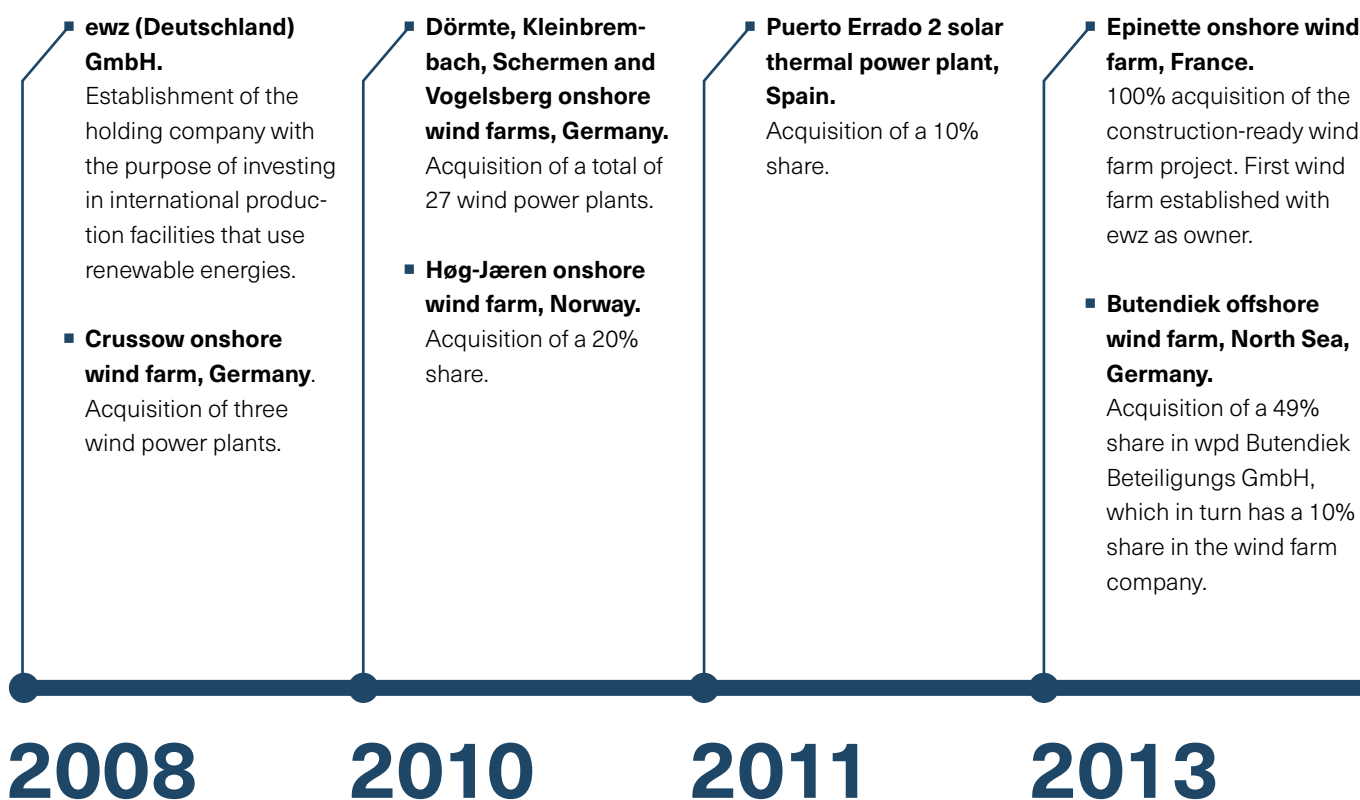 ewz (Deutschland)
GmbH.
Establishment of the
holding company with
the purpose of investing
in international produc-
tion facilities that use
renewable energies.
Crussow onshore
wind farm, Germany.
Acquisition of three
wind power plants.
2008
Dörmte, Kleinbrem-
bach, Schermen and
Vogelsberg onshore
wind farms, Germany.
Acquisition of a total of
27 wind power plants.
Høg-Jæren onshore
wind farm, Norway.
Acquisition of a 20%
share.
2010
Puerto Errado 2 solar
thermal power plant,
Spain.
Acquisition of a 10%
share.
2011
Epinette onshore wind
farm, France.
100% acquisition of the
construction-ready wind
farm project. First wind
farm established with
ewz as owner.
Butendiek offshore
wind farm, North Sea,
Germany.
Acquisition of a 49%
share in wpd Butendiek
Beteiligungs GmbH,
which in turn has a 10%
share in the wind farm
company.
2013